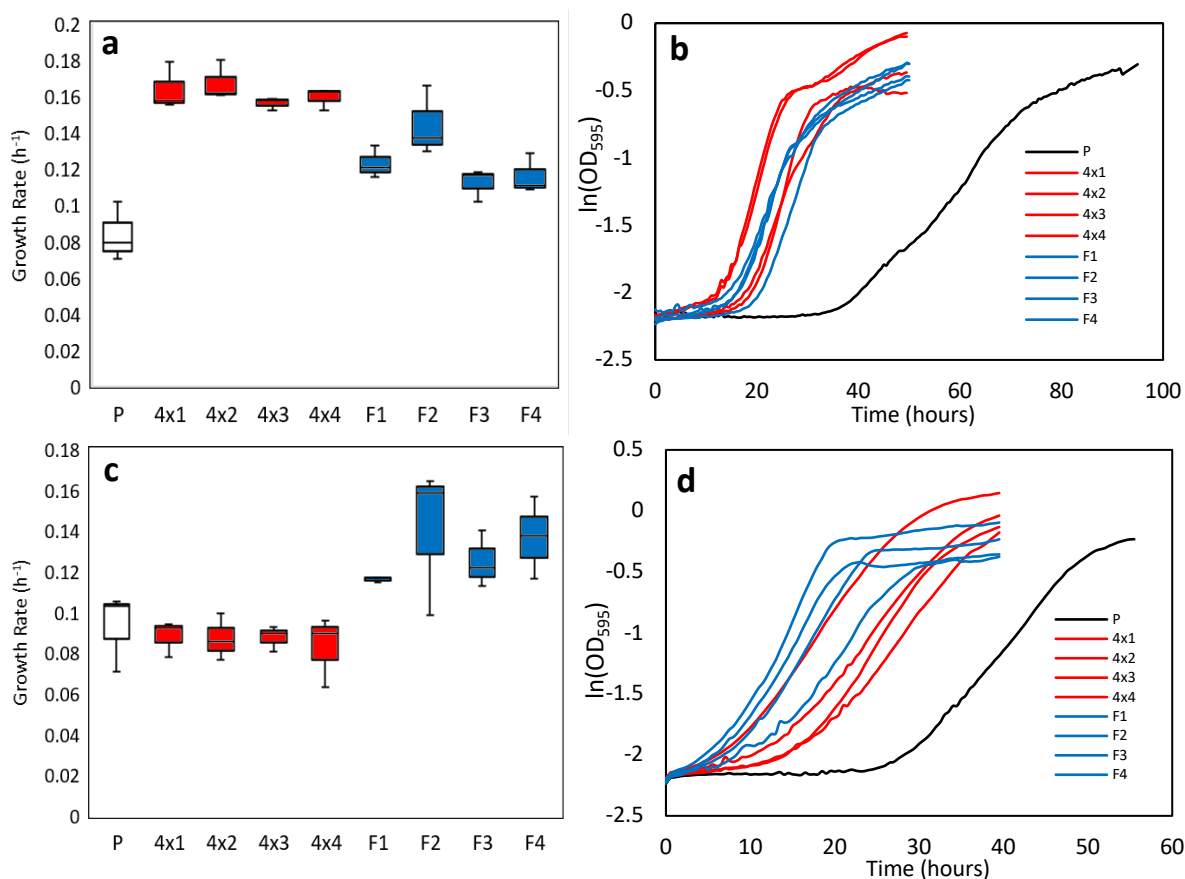 a
Growth Rate (h⁻¹)
0.2
0.18
0.16
0.14
0.12
0.1
0.08
0.06
0.04
0.02
0
P 4x1 4x2 4x3 4x4 F1 F2 F3 F4
b
ln(OD₅₉₅)
0
-0.5
-1
-1.5
-2
-2.5
P
4x1
4x2
4x3
4x4
F1
F2
F3
F4
0 20 40 60 80 100
Time (hours)
c
Growth Rate (h⁻¹)
0.18
0.16
0.14
0.12
0.1
0.08
0.06
0.04
0.02
0
P 4x1 4x2 4x3 4x4 F1 F2 F3 F4
d
ln(OD₅₉₅)
0.5
0
-0.5
-1
-1.5
-2
-2.5
P
4x1
4x2
4x3
4x4
F1
F2
F3
F4
0 10 20 30 40 50 60
Time (hours)